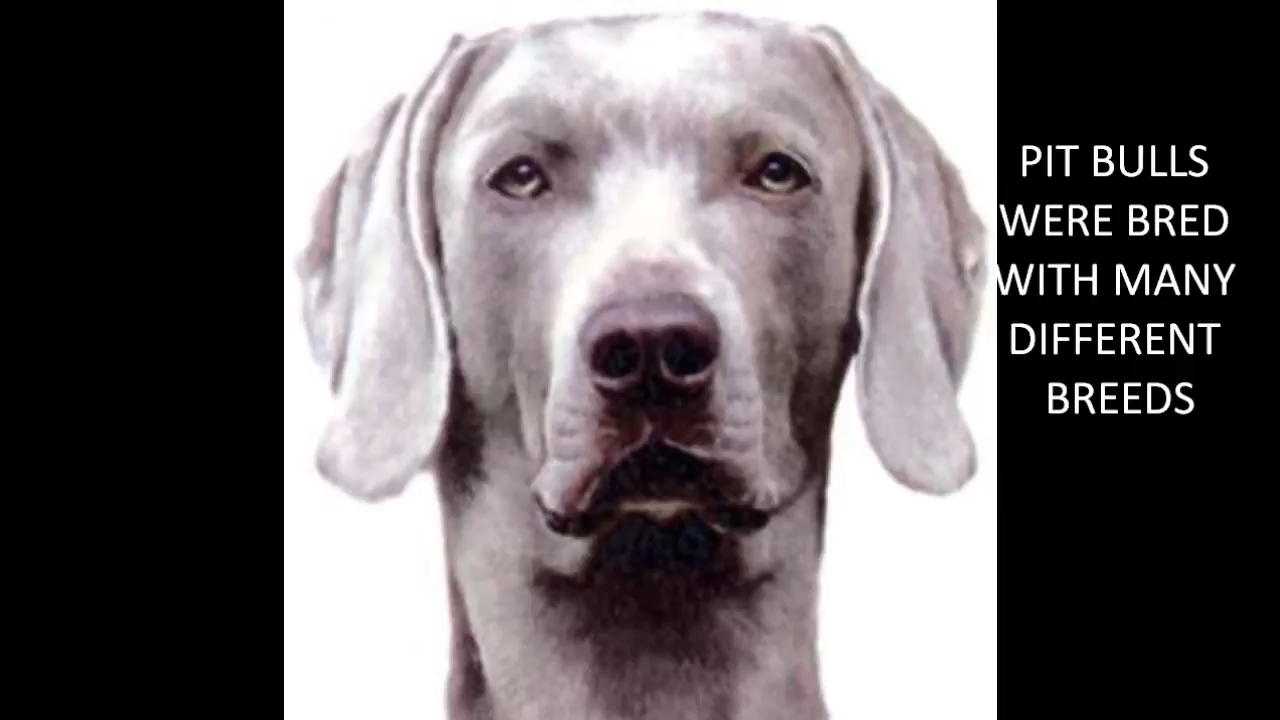 PIT BULLS
WERE BRED
WITH MANY
DIFFERENT
BREEDS